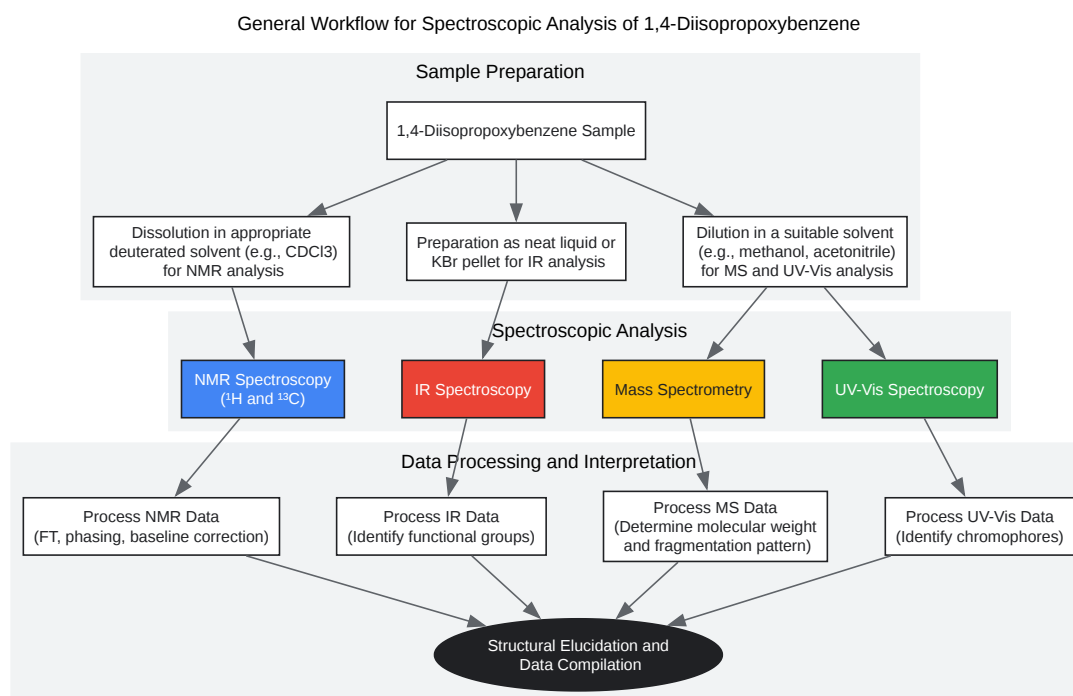 General Workflow for Spectroscopic Analysis of 1,4-Diisopropoxybenzene
Sample Preparation
1,4-Diisopropoxybenzene Sample
Dissolution in appropriate
deuterated solvent (e.g., CDCl3)
for NMR analysis
Preparation as neat liquid or
KBr pellet for IR analysis
Dilution in a suitable solvent
(e.g., methanol, acetonitrile)
for MS and UV-Vis analysis
Spectroscopic Analysis
NMR Spectroscopy
(¹H and ¹³C)
IR Spectroscopy
Mass Spectrometry
UV-Vis Spectroscopy
Data Processing and Interpretation
Process NMR Data
(FT, phasing, baseline correction)
Process IR Data
(Identify functional groups)
Process MS Data
(Determine molecular weight
and fragmentation pattern)
Process UV-Vis Data
(Identify chromophores)
Structural Elucidation and
Data Compilation